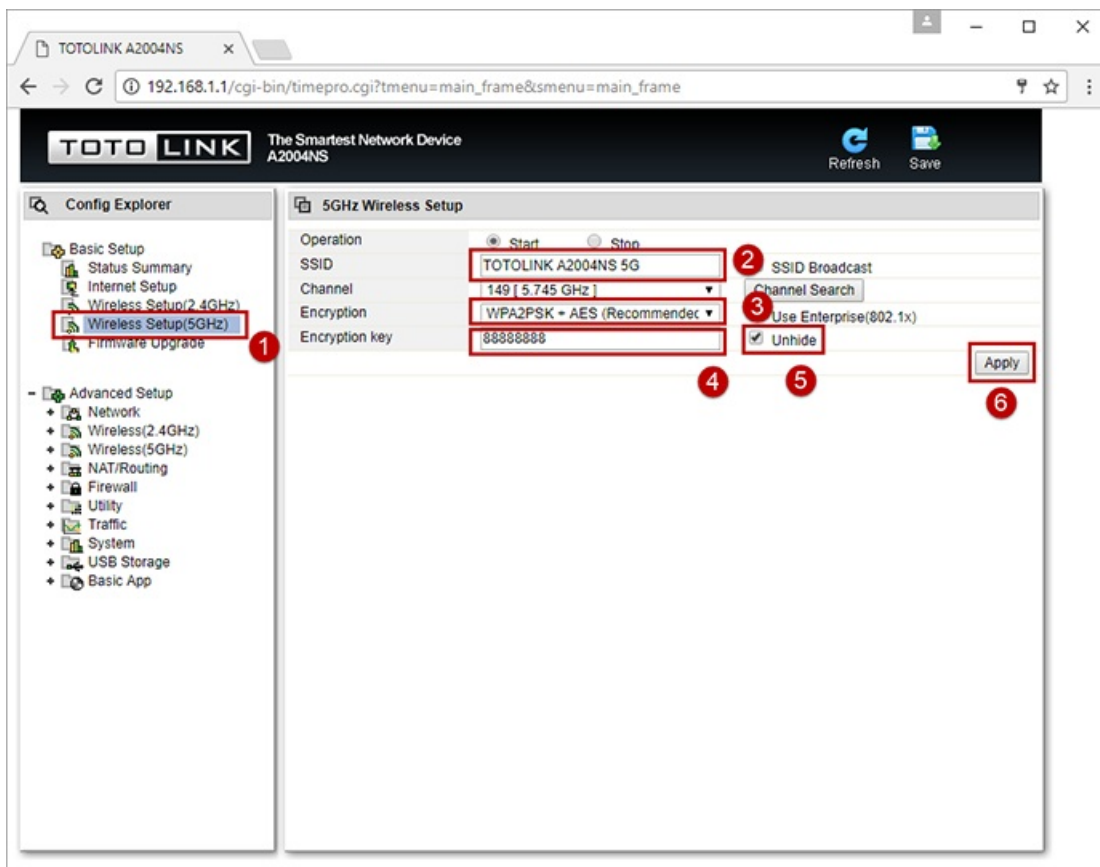 TOTOLINK A2004NS
192.168.1.1/cgi-bin/timepro.cgi?tmenu=main_frame&smenu=main_frame
TOTO LINK
The Smartest Network Device
A2004NS
Refresh
Save
Config Explorer
Basic Setup
Status Summary
Internet Setup
Wireless Setup(2.4GHz)
Wireless Setup(5GHz)
1
Firmware Upgrade
Advanced Setup
Network
Wireless(2.4GHz)
Wireless(5GHz)
NAT/Routing
Firewall
Utility
Traffic
System
USB Storage
Basic App
5GHz Wireless Setup
Operation Start Stop
SSID TOTOLINK A2004NS 5G 2 SSID Broadcast
Channel 149 [ 5.745 GHz ] Channel Search
Encryption WPA2PSK + AES (Recommended 3 Use Enterprise(802.1x)
Encryption key 88888888 Unhide
4 5
Apply
6